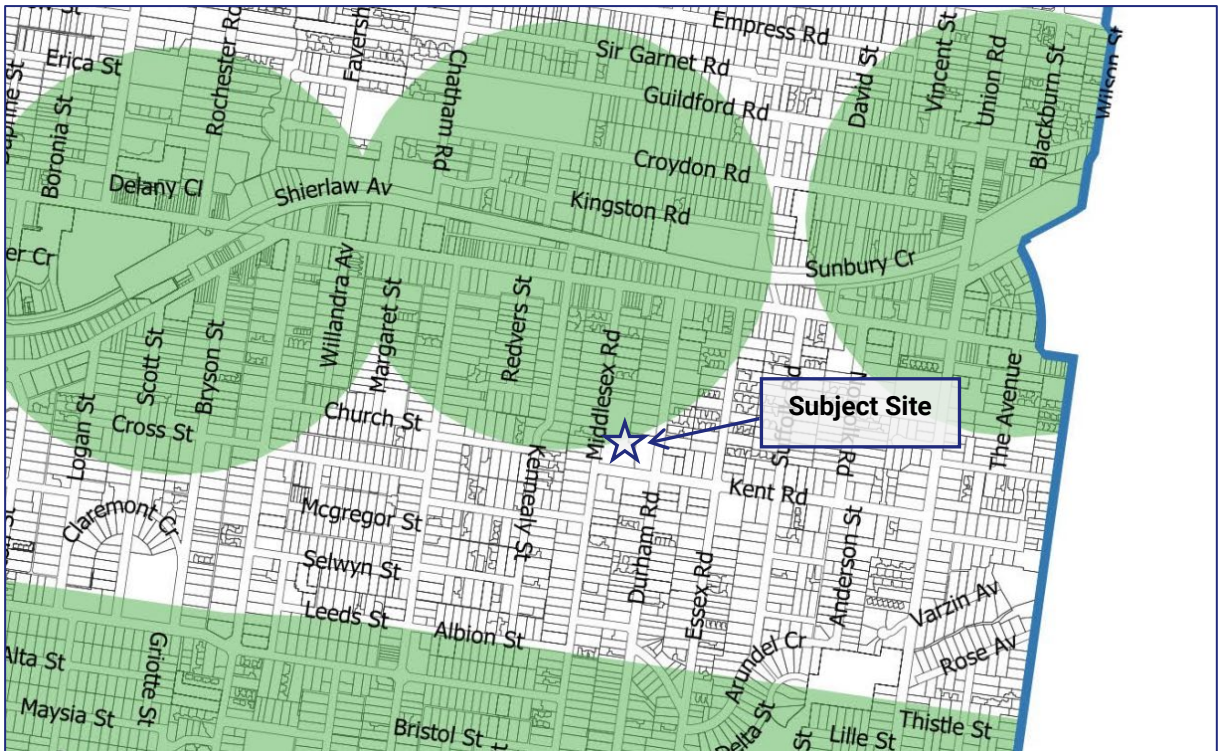 Empress Rd
Sir Garnet Rd
Erica St
Rochester Rd
Chatham Rd
David St
Vincent St
Union Rd
Blackburn St
Wilson St
Guildford Rd
Boronia St
Croydon Rd
Delany Cl
Shierlaw Av
Kingston Rd
er Cr
Sunbury Cr
Willandra Av
Margaret St
Redvers St
Middlesex Rd
Scott St
Bryson St
The Avenue
Subject Site
Church St
Logan St
Cross St
Kennealy St
Kent Rd
Mcgregor St
Claremont Cr
Durham Rd
Anderson St
Selwyn St
Essex Rd
Varzin Av
Leeds St
Albion St
Rose Av
Arundel Cr
Alta St
Griotte St
Maysia St
Bristol St
Delta St
St
Lille St
Thistle St